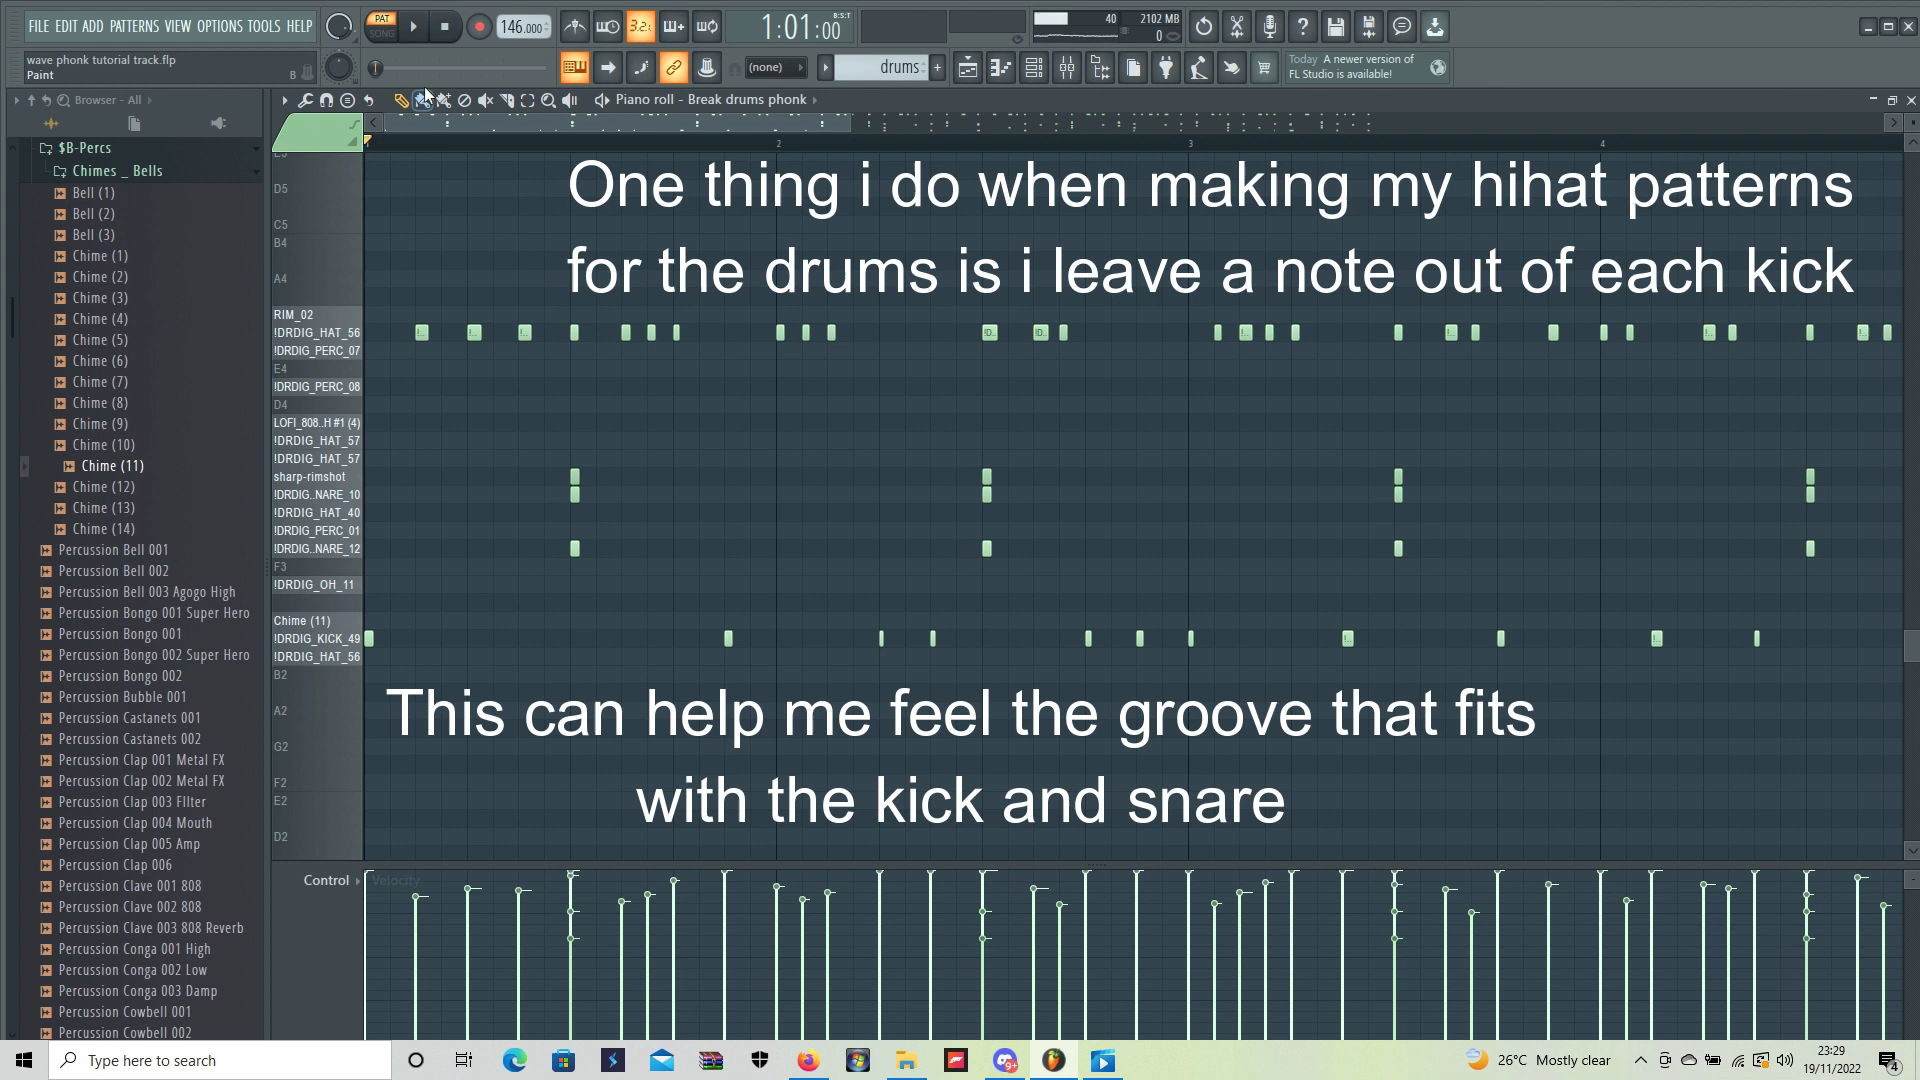 FILE EDIT ADD PATTERNS VIEW OPTIONS TOOLS HELP
PAT
SONG
146.000
3.2.
1:01:00
B:S:T
40
2102 MB
0
wave phonk tutorial track.flp
Paint
B
(none)
drums
Today A newer version of
FL Studio is available!
Browser - All
Piano roll - Break drums phonk
$B-Percs
Chimes _ Bells
Bell (1)
Bell (2)
Bell (3)
Chime (1)
Chime (2)
Chime (3)
Chime (4)
Chime (5)
Chime (6)
Chime (7)
Chime (8)
Chime (9)
Chime (10)
Chime (11)
Chime (12)
Chime (13)
Chime (14)
Percussion Bell 001
Percussion Bell 002
Percussion Bell 003 Agogo High
Percussion Bongo 001 Super Hero
Percussion Bongo 001
Percussion Bongo 002 Super Hero
Percussion Bongo 002
Percussion Bubble 001
Percussion Castanets 001
Percussion Castanets 002
Percussion Clap 001 Metal FX
Percussion Clap 002 Metal FX
Percussion Clap 003 FIlter
Percussion Clap 004 Mouth
Percussion Clap 005 Amp
Percussion Clap 006
Percussion Clave 001 808
Percussion Clave 002 808
Percussion Clave 003 808 Reverb
Percussion Conga 001 High
Percussion Conga 002 Low
Percussion Conga 003 Damp
Percussion Cowbell 001
Percussion Cowbell 002
2
3
4
One thing i do when making my hihat patterns
for the drums is i leave a note out of each kick
D5
C5
B4
A4
RIM_02
!DRDIG_HAT_56
!DRDIG_PERC_07
E4
!DRDIG_PERC_08
D4
LOFI_808..H #1 (4)
!DRDIG_HAT_57
!DRDIG_HAT_57
sharp-rimshot
!DRDIG..NARE_10
!DRDIG_HAT_40
!DRDIG_PERC_01
!DRDIG..NARE_12
F3
!DRDIG_OH_11
Chime (11)
!DRDIG_KICK_49
!DRDIG_HAT_56
B2
A2
G2
F2
E2
D2
This can help me feel the groove that fits
with the kick and snare
Control
Velocity
Type here to search
9+
26°C Mostly clear
23:29
19/11/2022
4